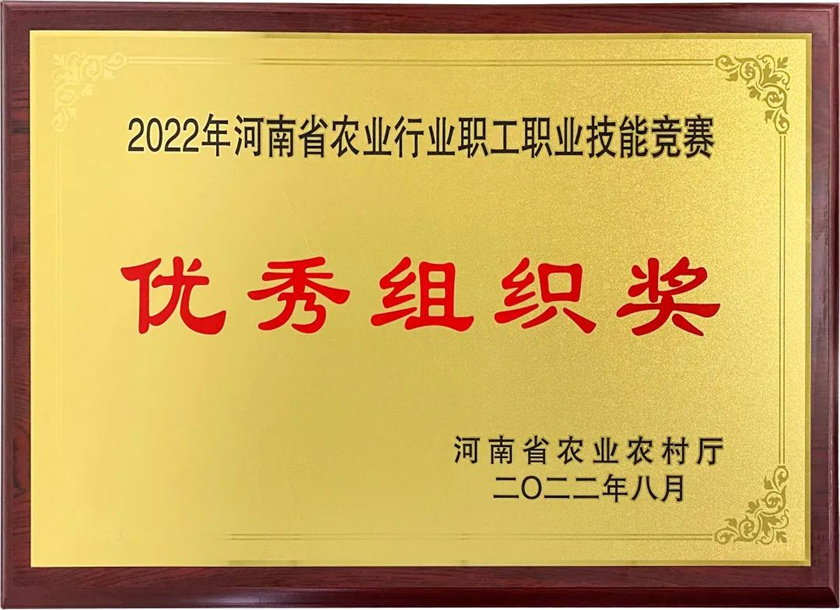 2022年河南省农业行业职工职业技能竞赛
优秀组织奖
河南省农业农村厅
二〇二二年八月